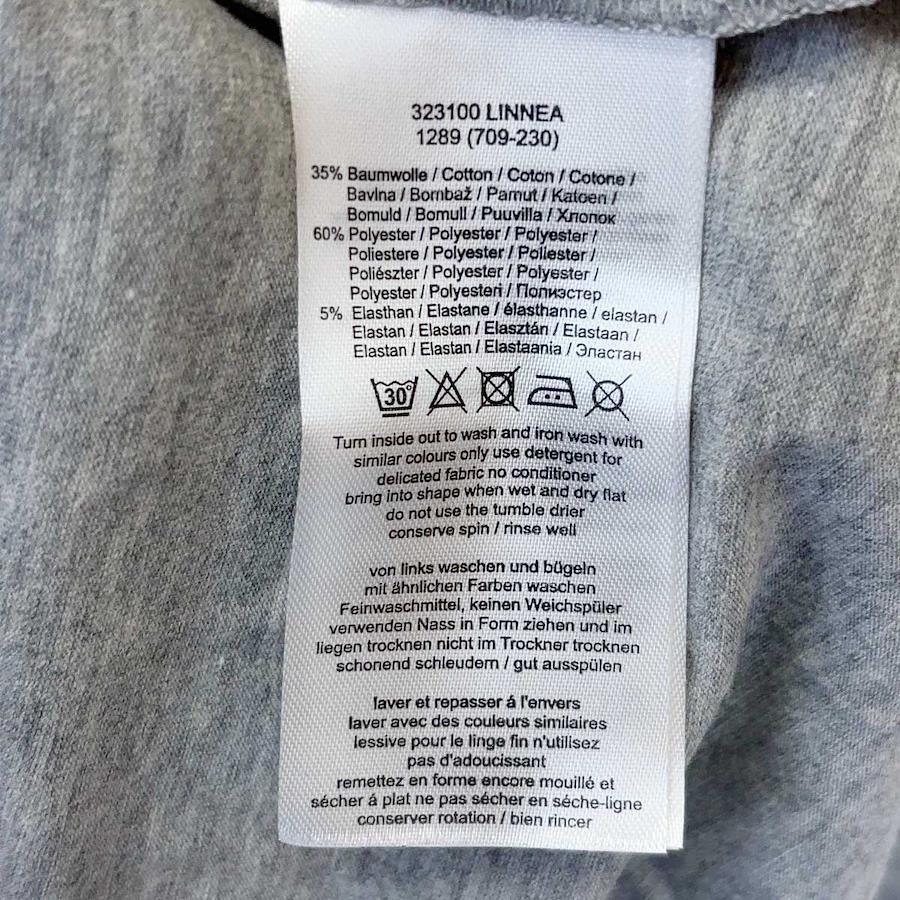 323100 LINNEA
1289 (709-230)
35% Baumwolle / Cotton / Coton / Cotone /
Bavlna / Bombaž / Pamut / Katoen /
Bomuld / Bomull / Puuvilla / Хлопок
60% Polyester / Polyester / Polyester /
Poliestere / Polyester / Poliester /
Poliészter / Polyester / Polyester /
Polyester / Polyesteri / Полиэстер
5% Elasthan / Elastane / élasthanne / elastan /
Elastan / Elastan / Elasztán / Elastaan /
Elastan / Elastan / Elastaania / Эластан
30°
Turn inside out to wash and iron wash with
similar colours only use detergent for
delicated fabric no conditioner
bring into shape when wet and dry flat
do not use the tumble drier
conserve spin / rinse well
von links waschen und bügeln
mit ähnlichen Farben waschen
Feinwaschmittel, keinen Weichspüler
verwenden Nass in Form ziehen und im
liegen trocknen nicht im Trockner trocknen
schonend schleudern / gut ausspülen
laver et repasser á l'envers
laver avec des couleurs similaires
lessive pour le linge fin n'utilisez
pas d'adoucissant
remettez en forme encore mouillé et
sécher á plat ne pas sécher en séche-ligne
conserver rotation / bien rincer